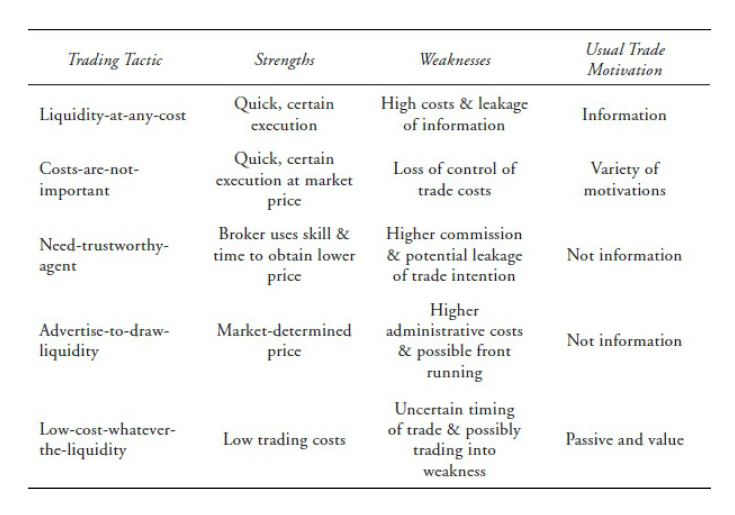 Trading Tactic Strengths Weaknesses Usual Trade
Motivation
Liquidity-at-any-cost Quick, certain
execution High costs & leakage
of information Information
Costs-are-not-
important Quick, certain
execution at market
price Loss of control of
trade costs Variety of
motivations
Need-trustworthy-
agent Broker uses skill &
time to obtain lower
price Higher commission
& potential leakage
of trade intention Not information
Advertise-to-draw-
liquidity Market-determined
price Higher
administrative costs
& possible front
running Not information
Low-cost-whatever-
the-liquidity Low trading costs Uncertain timing
of trade & possibly
trading into
weakness Passive and value